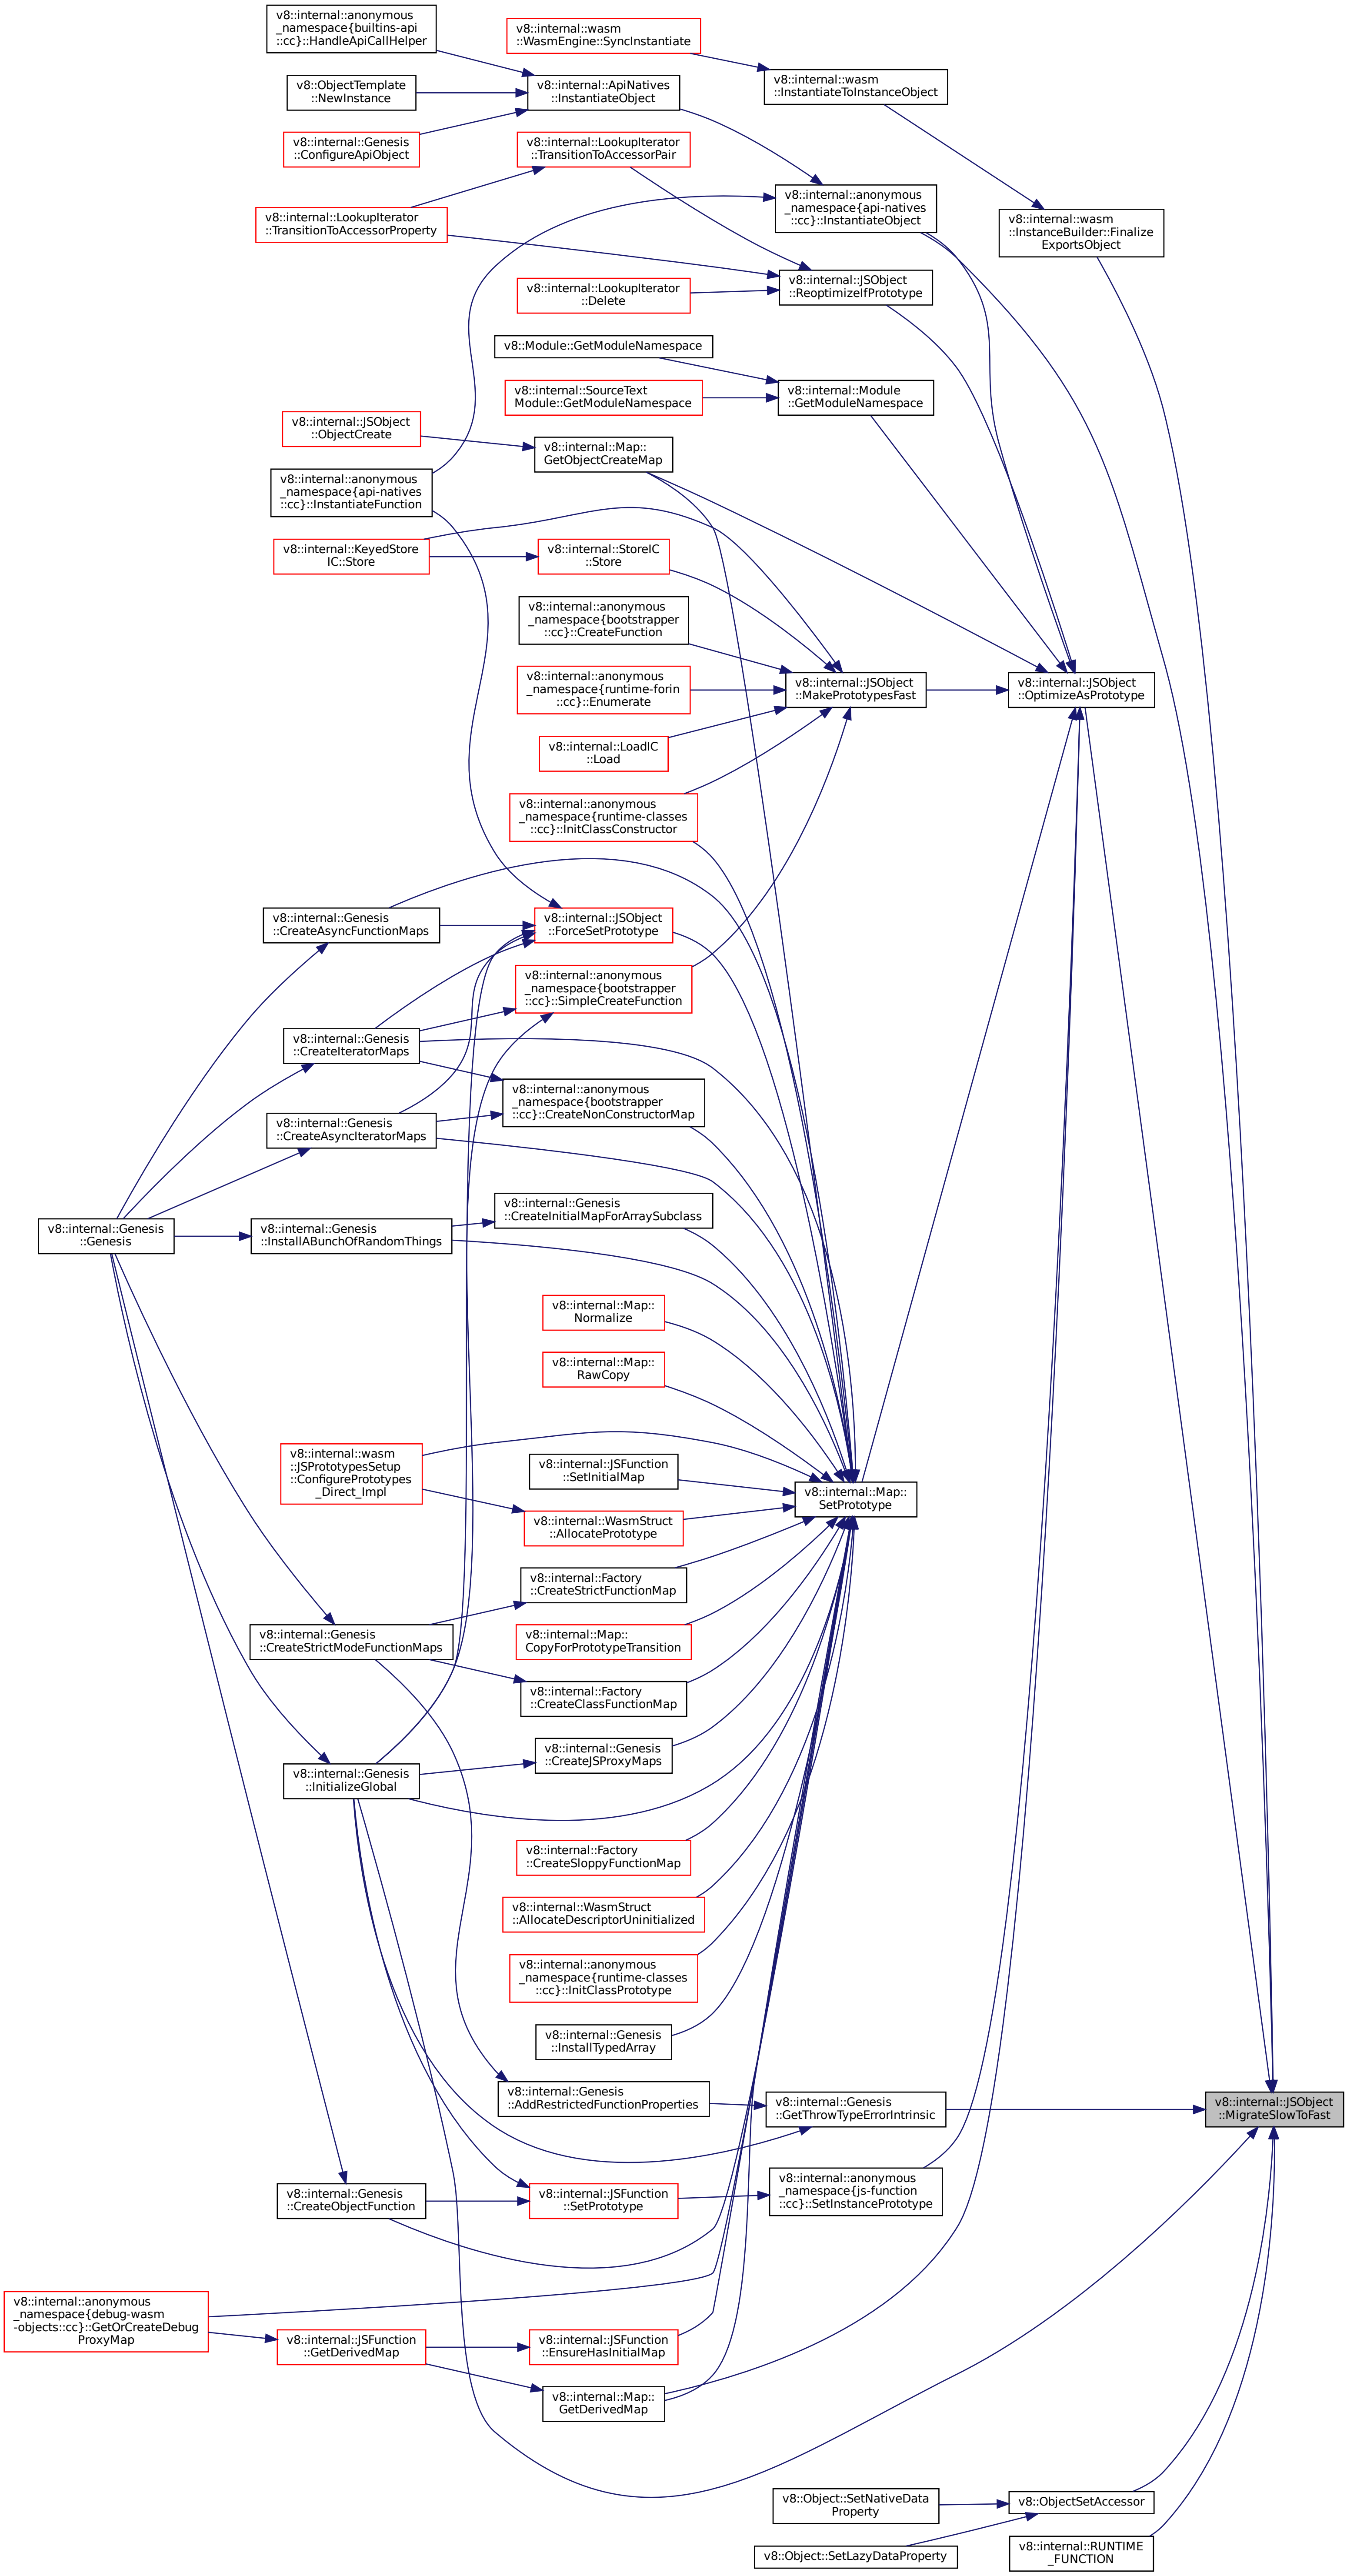 v8::internal::anonymous
_namespace{builtins-api
::cc}::HandleApiCallHelper
v8::internal::wasm
::WasmEngine::SyncInstantiate
v8::internal::wasm
::InstantiateToInstanceObject
v8::ObjectTemplate
::NewInstance
v8::internal::ApiNatives
::InstantiateObject
v8::internal::Genesis
::ConfigureApiObject
v8::internal::LookupIterator
::TransitionToAccessorPair
v8::internal::anonymous
_namespace{api-natives
::cc}::InstantiateObject
v8::internal::LookupIterator
::TransitionToAccessorProperty
v8::internal::wasm
::InstanceBuilder::Finalize
ExportsObject
v8::internal::JSObject
::ReoptimizeIfPrototype
v8::internal::LookupIterator
::Delete
v8::Module::GetModuleNamespace
v8::internal::SourceText
Module::GetModuleNamespace
v8::internal::Module
::GetModuleNamespace
v8::internal::JSObject
::ObjectCreate
v8::internal::Map::
GetObjectCreateMap
v8::internal::anonymous
_namespace{api-natives
::cc}::InstantiateFunction
v8::internal::KeyedStore
IC::Store
v8::internal::StoreIC
::Store
v8::internal::anonymous
_namespace{bootstrapper
::cc}::CreateFunction
v8::internal::anonymous
_namespace{runtime-forin
::cc}::Enumerate
v8::internal::JSObject
::MakePrototypesFast
v8::internal::JSObject
::OptimizeAsPrototype
v8::internal::LoadIC
::Load
v8::internal::anonymous
_namespace{runtime-classes
::cc}::InitClassConstructor
v8::internal::Genesis
::CreateAsyncFunctionMaps
v8::internal::JSObject
::ForceSetPrototype
v8::internal::anonymous
_namespace{bootstrapper
::cc}::SimpleCreateFunction
v8::internal::Genesis
::CreateIteratorMaps
v8::internal::anonymous
_namespace{bootstrapper
::cc}::CreateNonConstructorMap
v8::internal::Genesis
::CreateAsyncIteratorMaps
v8::internal::Genesis
::CreateInitialMapForArraySubclass
v8::internal::Genesis
::Genesis
v8::internal::Genesis
::InstallABunchOfRandomThings
v8::internal::Map::
Normalize
v8::internal::Map::
RawCopy
v8::internal::wasm
::JSPrototypesSetup
::ConfigurePrototypes
_Direct_Impl
v8::internal::JSFunction
::SetInitialMap
v8::internal::Map::
SetPrototype
v8::internal::WasmStruct
::AllocatePrototype
v8::internal::Factory
::CreateStrictFunctionMap
v8::internal::Genesis
::CreateStrictModeFunctionMaps
v8::internal::Map::
CopyForPrototypeTransition
v8::internal::Factory
::CreateClassFunctionMap
v8::internal::Genesis
::CreateJSProxyMaps
v8::internal::Genesis
::InitializeGlobal
v8::internal::Factory
::CreateSloppyFunctionMap
v8::internal::WasmStruct
::AllocateDescriptorUninitialized
v8::internal::anonymous
_namespace{runtime-classes
::cc}::InitClassPrototype
v8::internal::Genesis
::InstallTypedArray
v8::internal::Genesis
::AddRestrictedFunctionProperties
v8::internal::Genesis
::GetThrowTypeErrorIntrinsic
v8::internal::JSObject
::MigrateSlowToFast
v8::internal::Genesis
::CreateObjectFunction
v8::internal::JSFunction
::SetPrototype
v8::internal::anonymous
_namespace{js-function
::cc}::SetInstancePrototype
v8::internal::anonymous
_namespace{debug-wasm
-objects::cc}::GetOrCreateDebug
ProxyMap
v8::internal::JSFunction
::GetDerivedMap
v8::internal::JSFunction
::EnsureHasInitialMap
v8::internal::Map::
GetDerivedMap
v8::Object::SetNativeData
Property
v8::ObjectSetAccessor
v8::Object::SetLazyDataProperty
v8::internal::RUNTIME
_FUNCTION